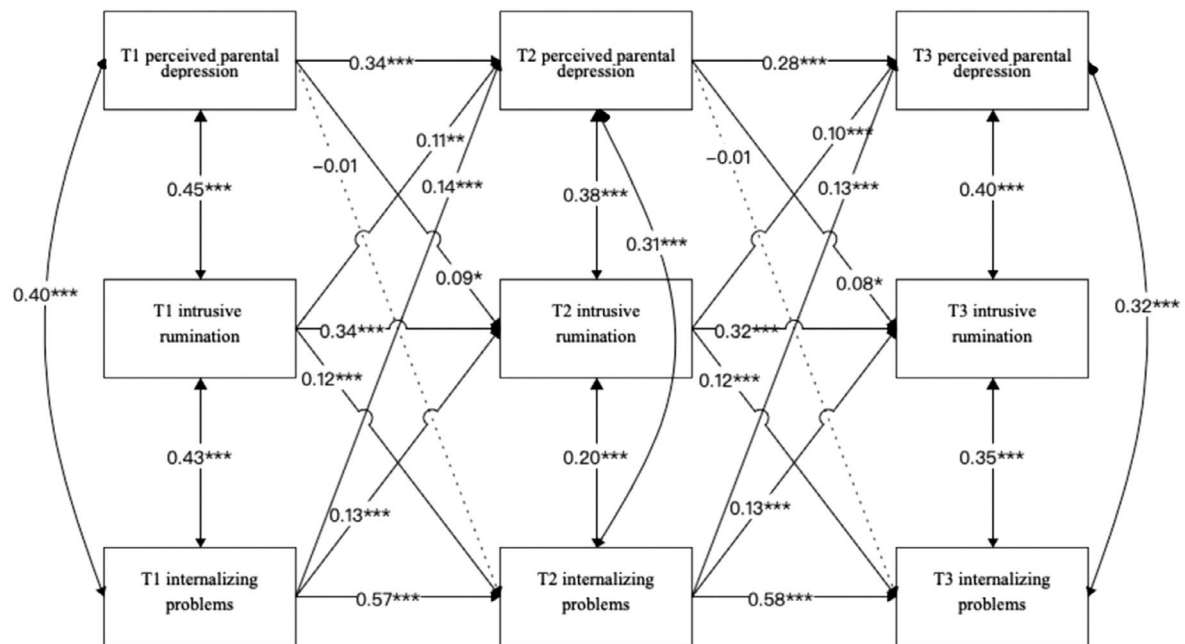 T1 perceived parental
depression
0.34***
T2 perceived parental
depression
0.28***
T3 perceived parental
depression
0.11**
0.10***
−0.01
−0.01
0.45***
0.14***
0.38***
0.13***
0.40***
0.31***
0.09*
0.08*
0.40***
0.32***
T1 intrusive
rumination
0.34***
T2 intrusive
rumination
0.32***
T3 intrusive
rumination
0.12***
0.12***
0.43***
0.20***
0.35***
0.13***
0.13***
T1 internalizing
problems
0.57***
T2 internalizing
problems
0.58***
T3 internalizing
problems